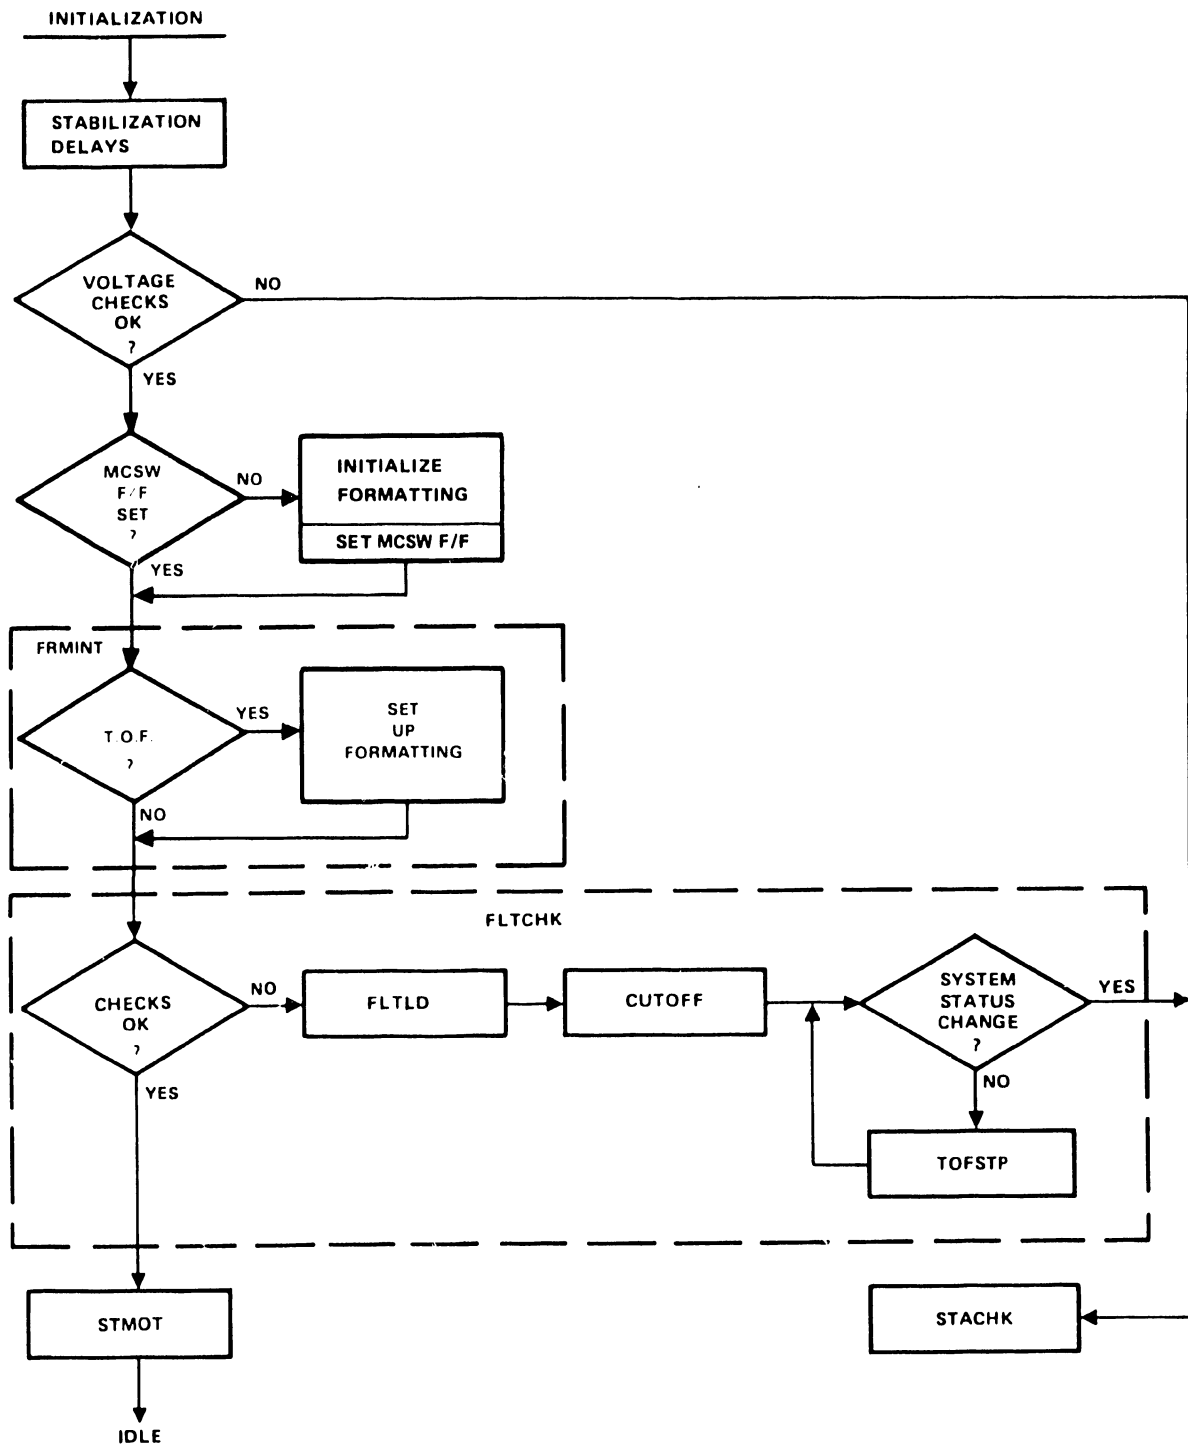 INITIALIZATION
STABILIZATION
DELAYS
VOLTAGE
CHECKS
OK
?
NO
YES
MCSW
F/F
SET
?
NO
YES
INITIALIZE
FORMATTING
SET MCSW F/F
FRMINT
T.O.F.
?
YES
NO
SET
UP
FORMATTING
FLTCHK
CHECKS
OK
?
NO
YES
FLTLD
CUTOFF
SYSTEM
STATUS
CHANGE
?
YES
NO
TOFSTP
STMOT
STACHK
IDLE